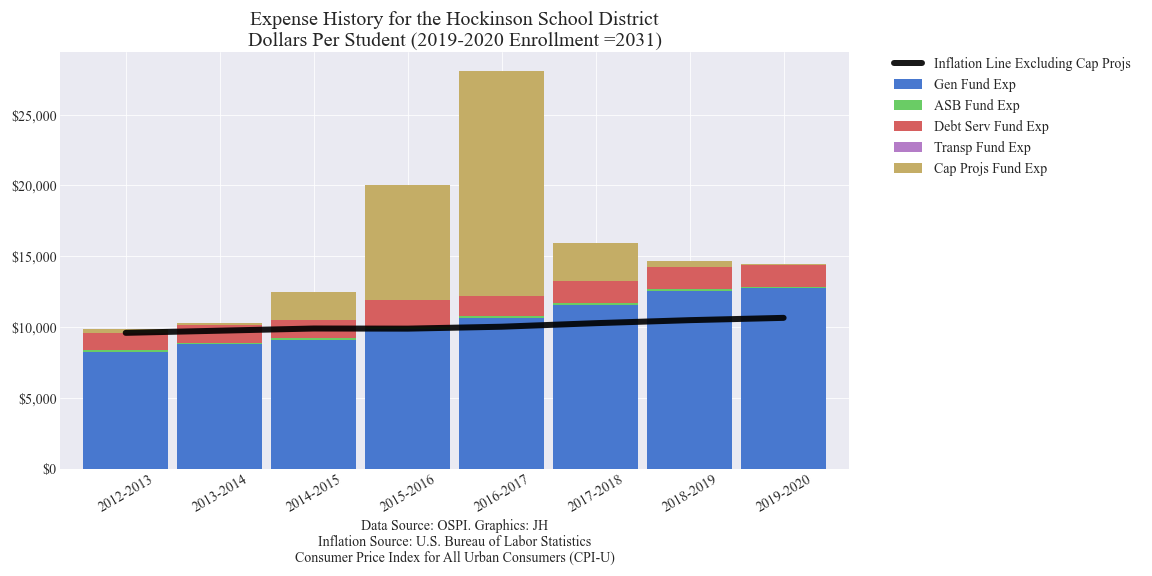 Expense History for the Hockinson School District
Dollars Per Student (2019-2020 Enrollment =2031)
Inflation Line Excluding Cap Projs
Gen Fund Exp
ASB Fund Exp
Debt Serv Fund Exp
Transp Fund Exp
Cap Projs Fund Exp
$25,000
$20,000
$15,000
$10,000
$5,000
$0
2012-2013
2013-2014
2014-2015
2015-2016
2016-2017
2017-2018
2018-2019
2019-2020
Data Source: OSPI. Graphics: JH
Inflation Source: U.S. Bureau of Labor Statistics
Consumer Price Index for All Urban Consumers (CPI-U)